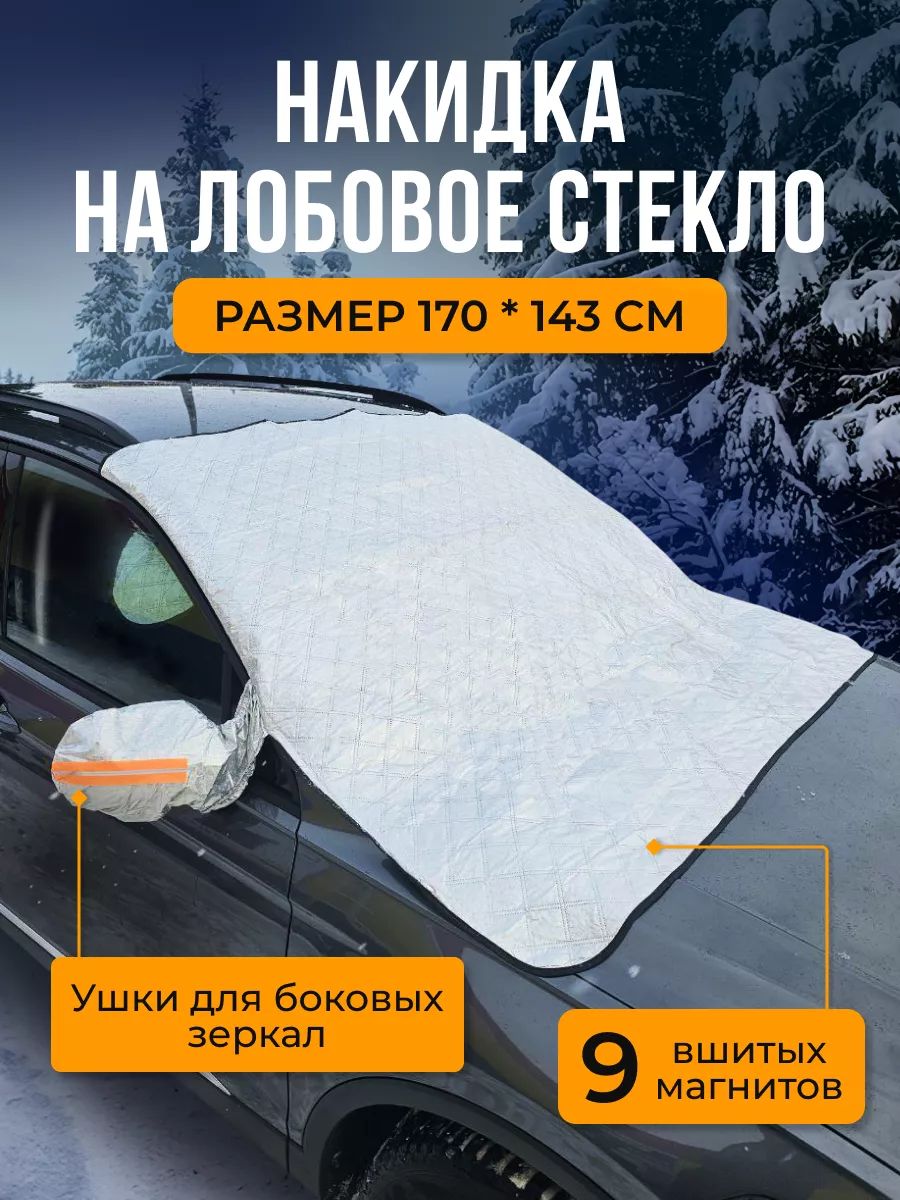 НАКИДКА
НА ЛОБОВОЕ СТЕКЛО
РАЗМЕР 170 * 143 СМ
Ушки для боковых
зеркал
9 вшитых
магнитов